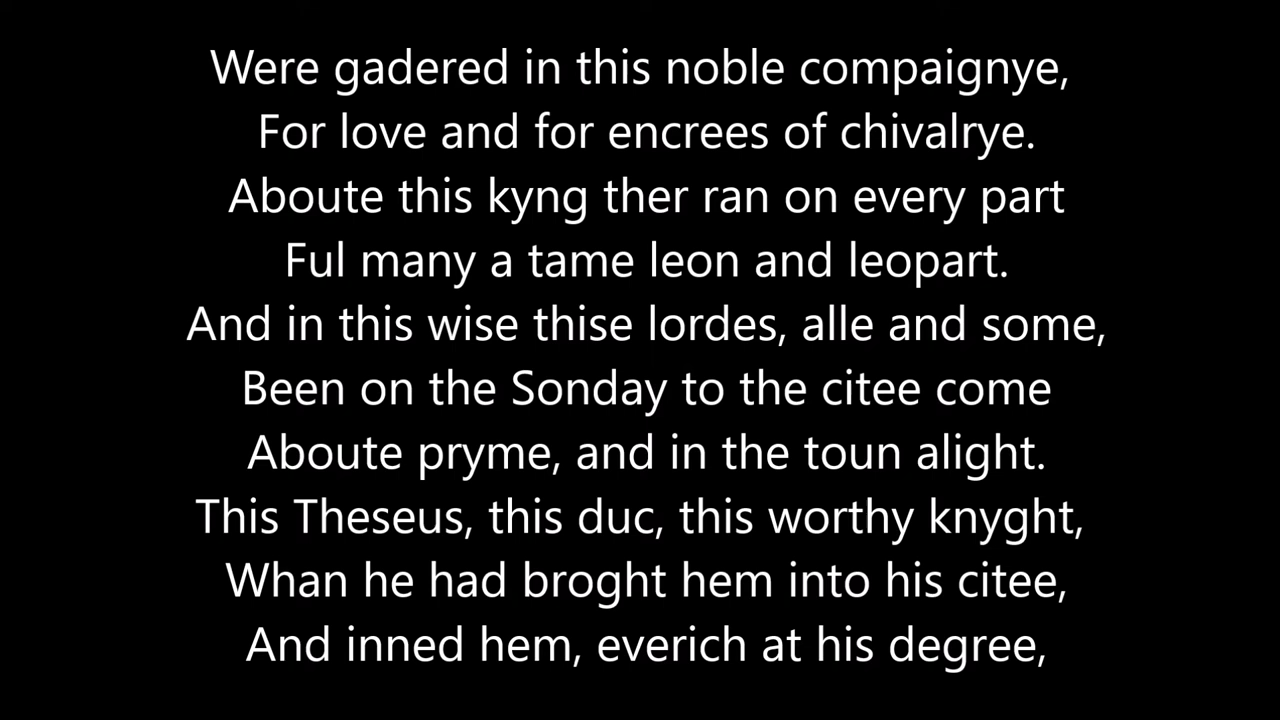 Were gadered in this noble compaignye,
For love and for encrees of chivalrye.
Aboute this kyng ther ran on every part
Ful many a tame leon and leopart.
And in this wise thise lordes, alle and some,
Been on the Sonday to the citee come
Aboute pryme, and in the toun alight.
This Theseus, this duc, this worthy knyght,
Whan he had broght hem into his citee,
And inned hem, everich at his degree,